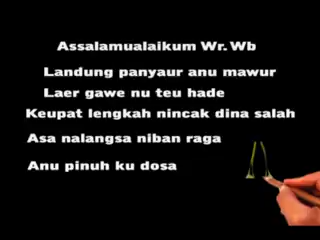 Assalamualaikum Wr. Wb
Landung panyaur anu mawur
Laer gawe nu teu hade
Keupat lengkah nincak dina salah
Asa nalangsa niban raga
Anu pinuh ku dosa